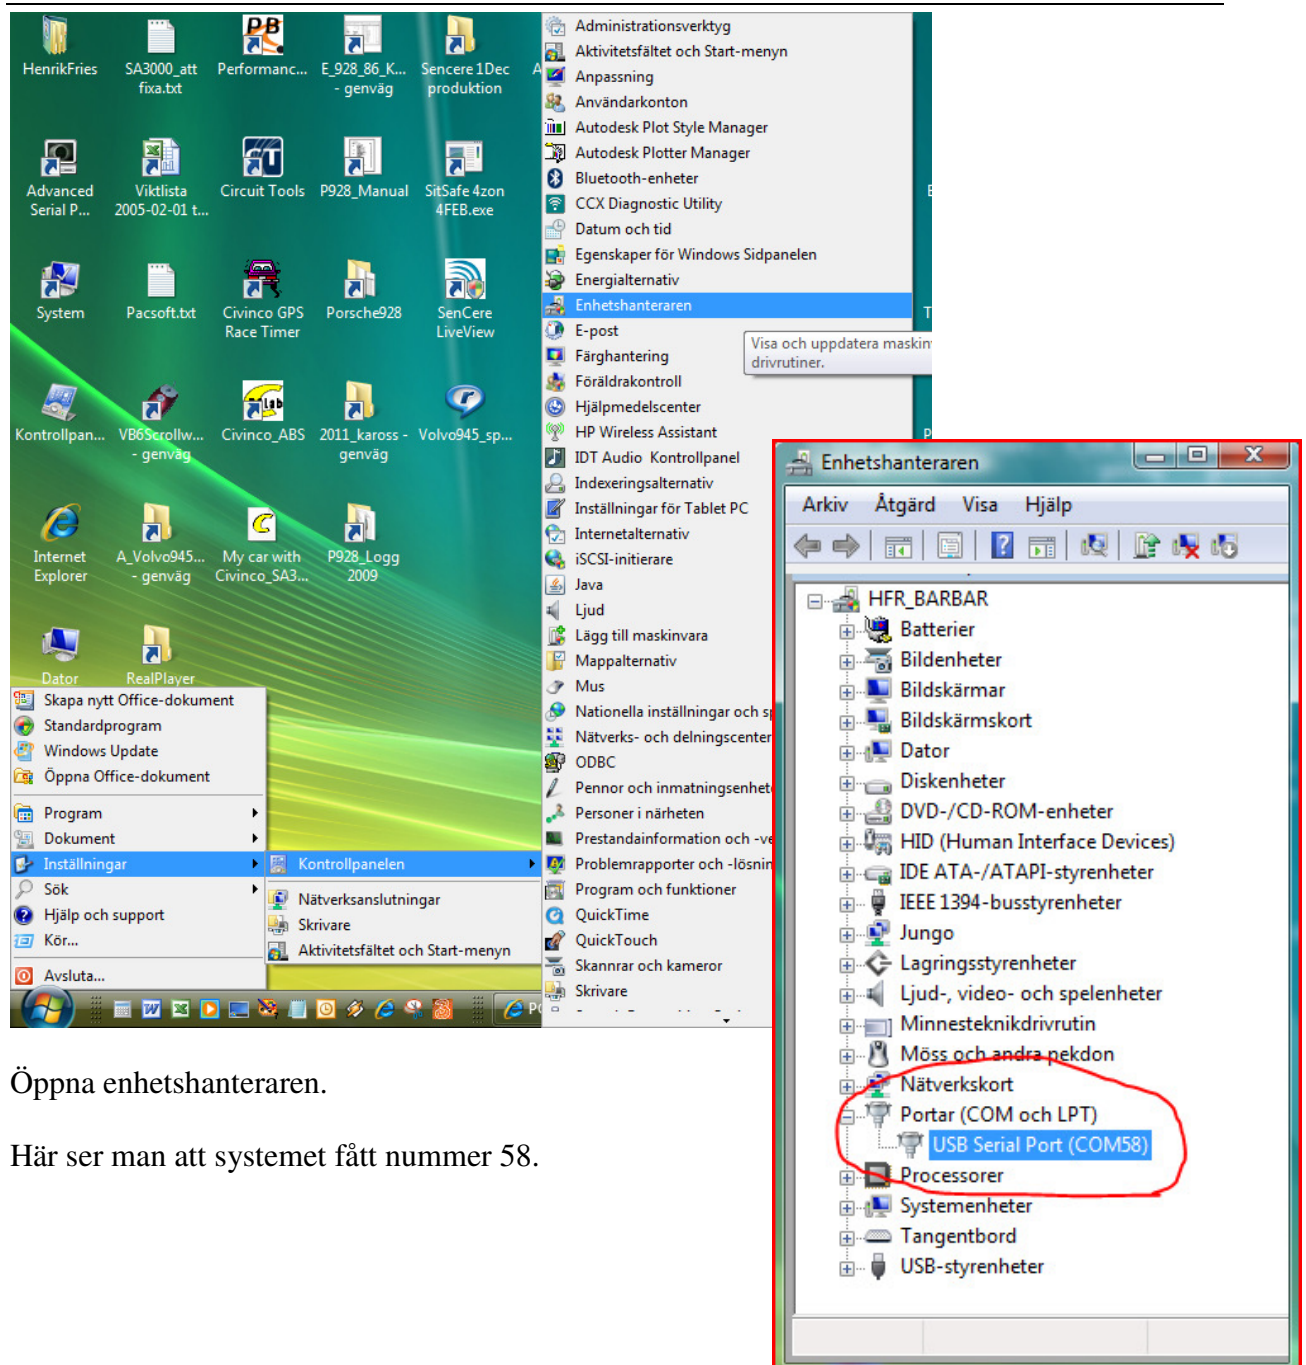 HenrikFries
SA3000_att
fixa.txt
Performanc...
E_928_86_K...
- genväg
Sencere 1Dec
produktion
Advanced
Serial P...
Viktlista
2005-02-01 t...
Circuit Tools
P928_Manual
SitSafe 4zon
4FEB.exe
System
Pacsoft.txt
Civinco GPS
Race Timer
Porsche928
SenCere
LiveView
Kontrollpan...
VB6Scrollw...
- genväg
Civinco_ABS
2011_kaross -
genväg
Volvo945_sp...
Internet
Explorer
A_Volvo945...
- genväg
My car with
Civinco_SA3...
P928_Logg
2009
Dator
RealPlayer
Skapa nytt Office-dokument
Standardprogram
Windows Update
Öppna Office-dokument
Program
Dokument
Inställningar
Sök
Hjälp och support
Kör...
Avsluta...
Kontrollpanelen
Nätverksanslutningar
Skrivare
Aktivitetsfältet och Start-menyn
Administrationsverktyg
Aktivitetsfältet och Start-menyn
Anpassning
Användarkonton
Autodesk Plot Style Manager
Autodesk Plotter Manager
Bluetooth-enheter
CCX Diagnostic Utility
Datum och tid
Egenskaper för Windows Sidpanelen
Energialternativ
Enhetshanteraren
E-post
Färghantering
Föräldrakontroll
Hjälpmedelscenter
HP Wireless Assistant
IDT Audio Kontrollpanel
Indexeringsalternativ
Inställningar för Tablet PC
Internetalternativ
iSCSI-initierare
Java
Ljud
Lägg till maskinvara
Mappalternativ
Mus
Nationella inställningar och sp
Nätverks- och delningscenter
ODBC
Pennor och inmatningsenhet
Personer i närheten
Prestandainformation och -ve
Problemrapporter och -lösnin
Program och funktioner
QuickTime
QuickTouch
Skannrar och kameror
Skrivare
Visa och uppdatera maskin
drivrutiner.
Enhetshanteraren
Arkiv Åtgärd Visa Hjälp
HFR_BARBAR
Batterier
Bildenheter
Bildskärmar
Bildskärmskort
Dator
Diskenheter
DVD-/CD-ROM-enheter
HID (Human Interface Devices)
IDE ATA-/ATAPI-styrenheter
IEEE 1394-busstyrenheter
Jungo
Lagringsstyrenheter
Ljud-, video- och spelenheter
Minnesteknikdrivrutin
Möss och andra pekdon
Nätverkskort
Portar (COM och LPT)
USB Serial Port (COM58)
Processorer
Systemenheter
Tangentbord
USB-styrenheter
Öppna enhetshanteraren.
Här ser man att systemet fått nummer 58.